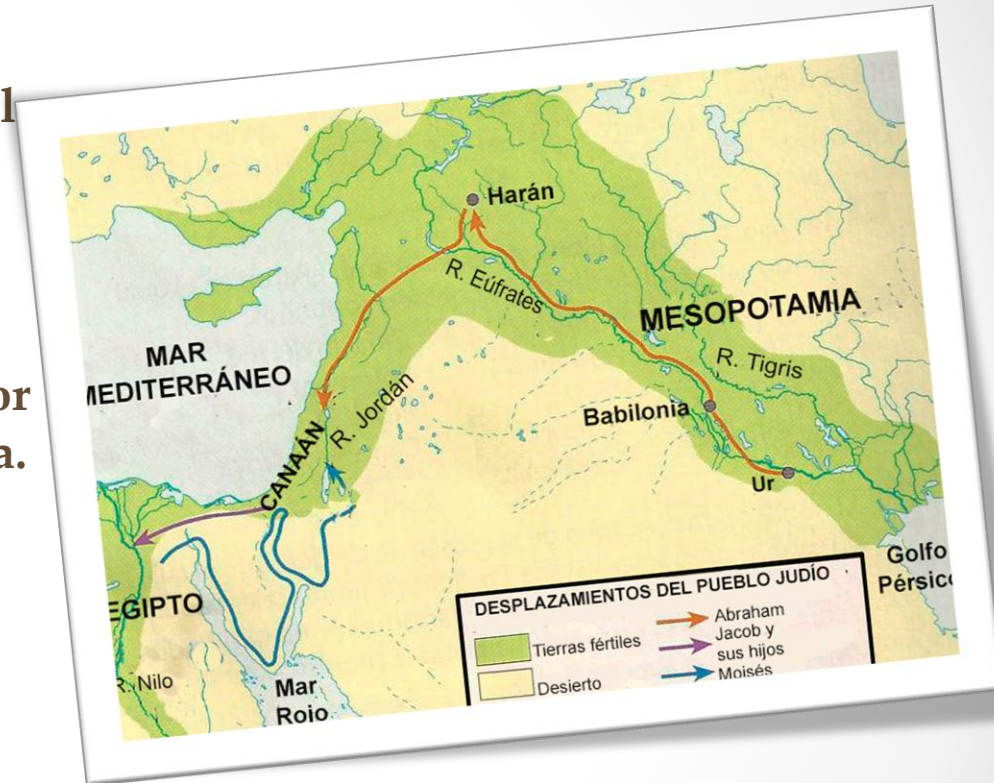 l
or
a.
Harán
R. Eúfrates
MESOPOTAMIA
R. Tigris
MAR
MEDITERRÁNEO
R. Jordán
Babilonia
CANAÁN
Ur
EGIPTO
R. Nilo
Mar
Rojo
Golfo
Pérsico
DESPLAZAMIENTOS DEL PUEBLO JUDÍO
Tierras fértiles
Desierto
Abraham
Jacob y
sus hijos
Moisés